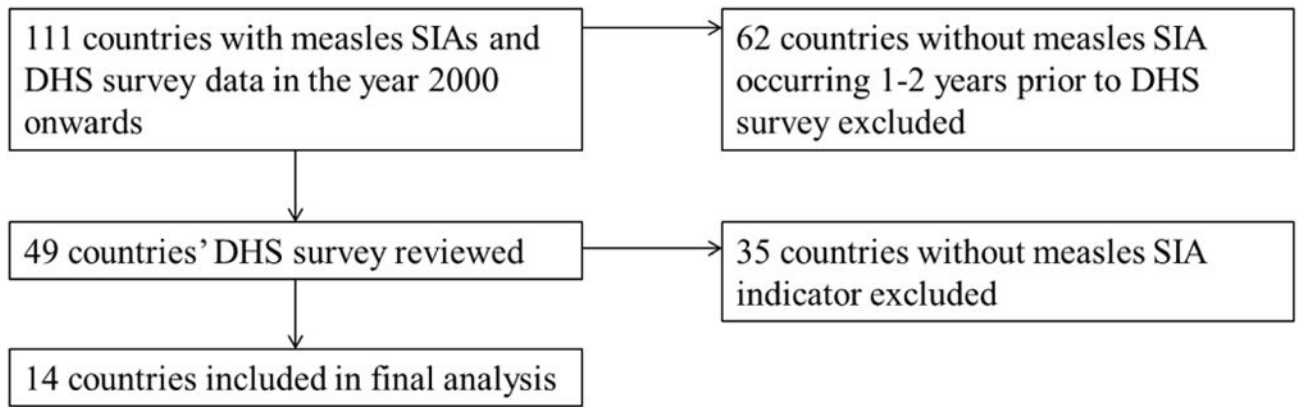 111 countries with measles SIAs and
DHS survey data in the year 2000
onwards
62 countries without measles SIA
occurring 1-2 years prior to DHS
survey excluded
49 countries’ DHS survey reviewed
35 countries without measles SIA
indicator excluded
14 countries included in final analysis